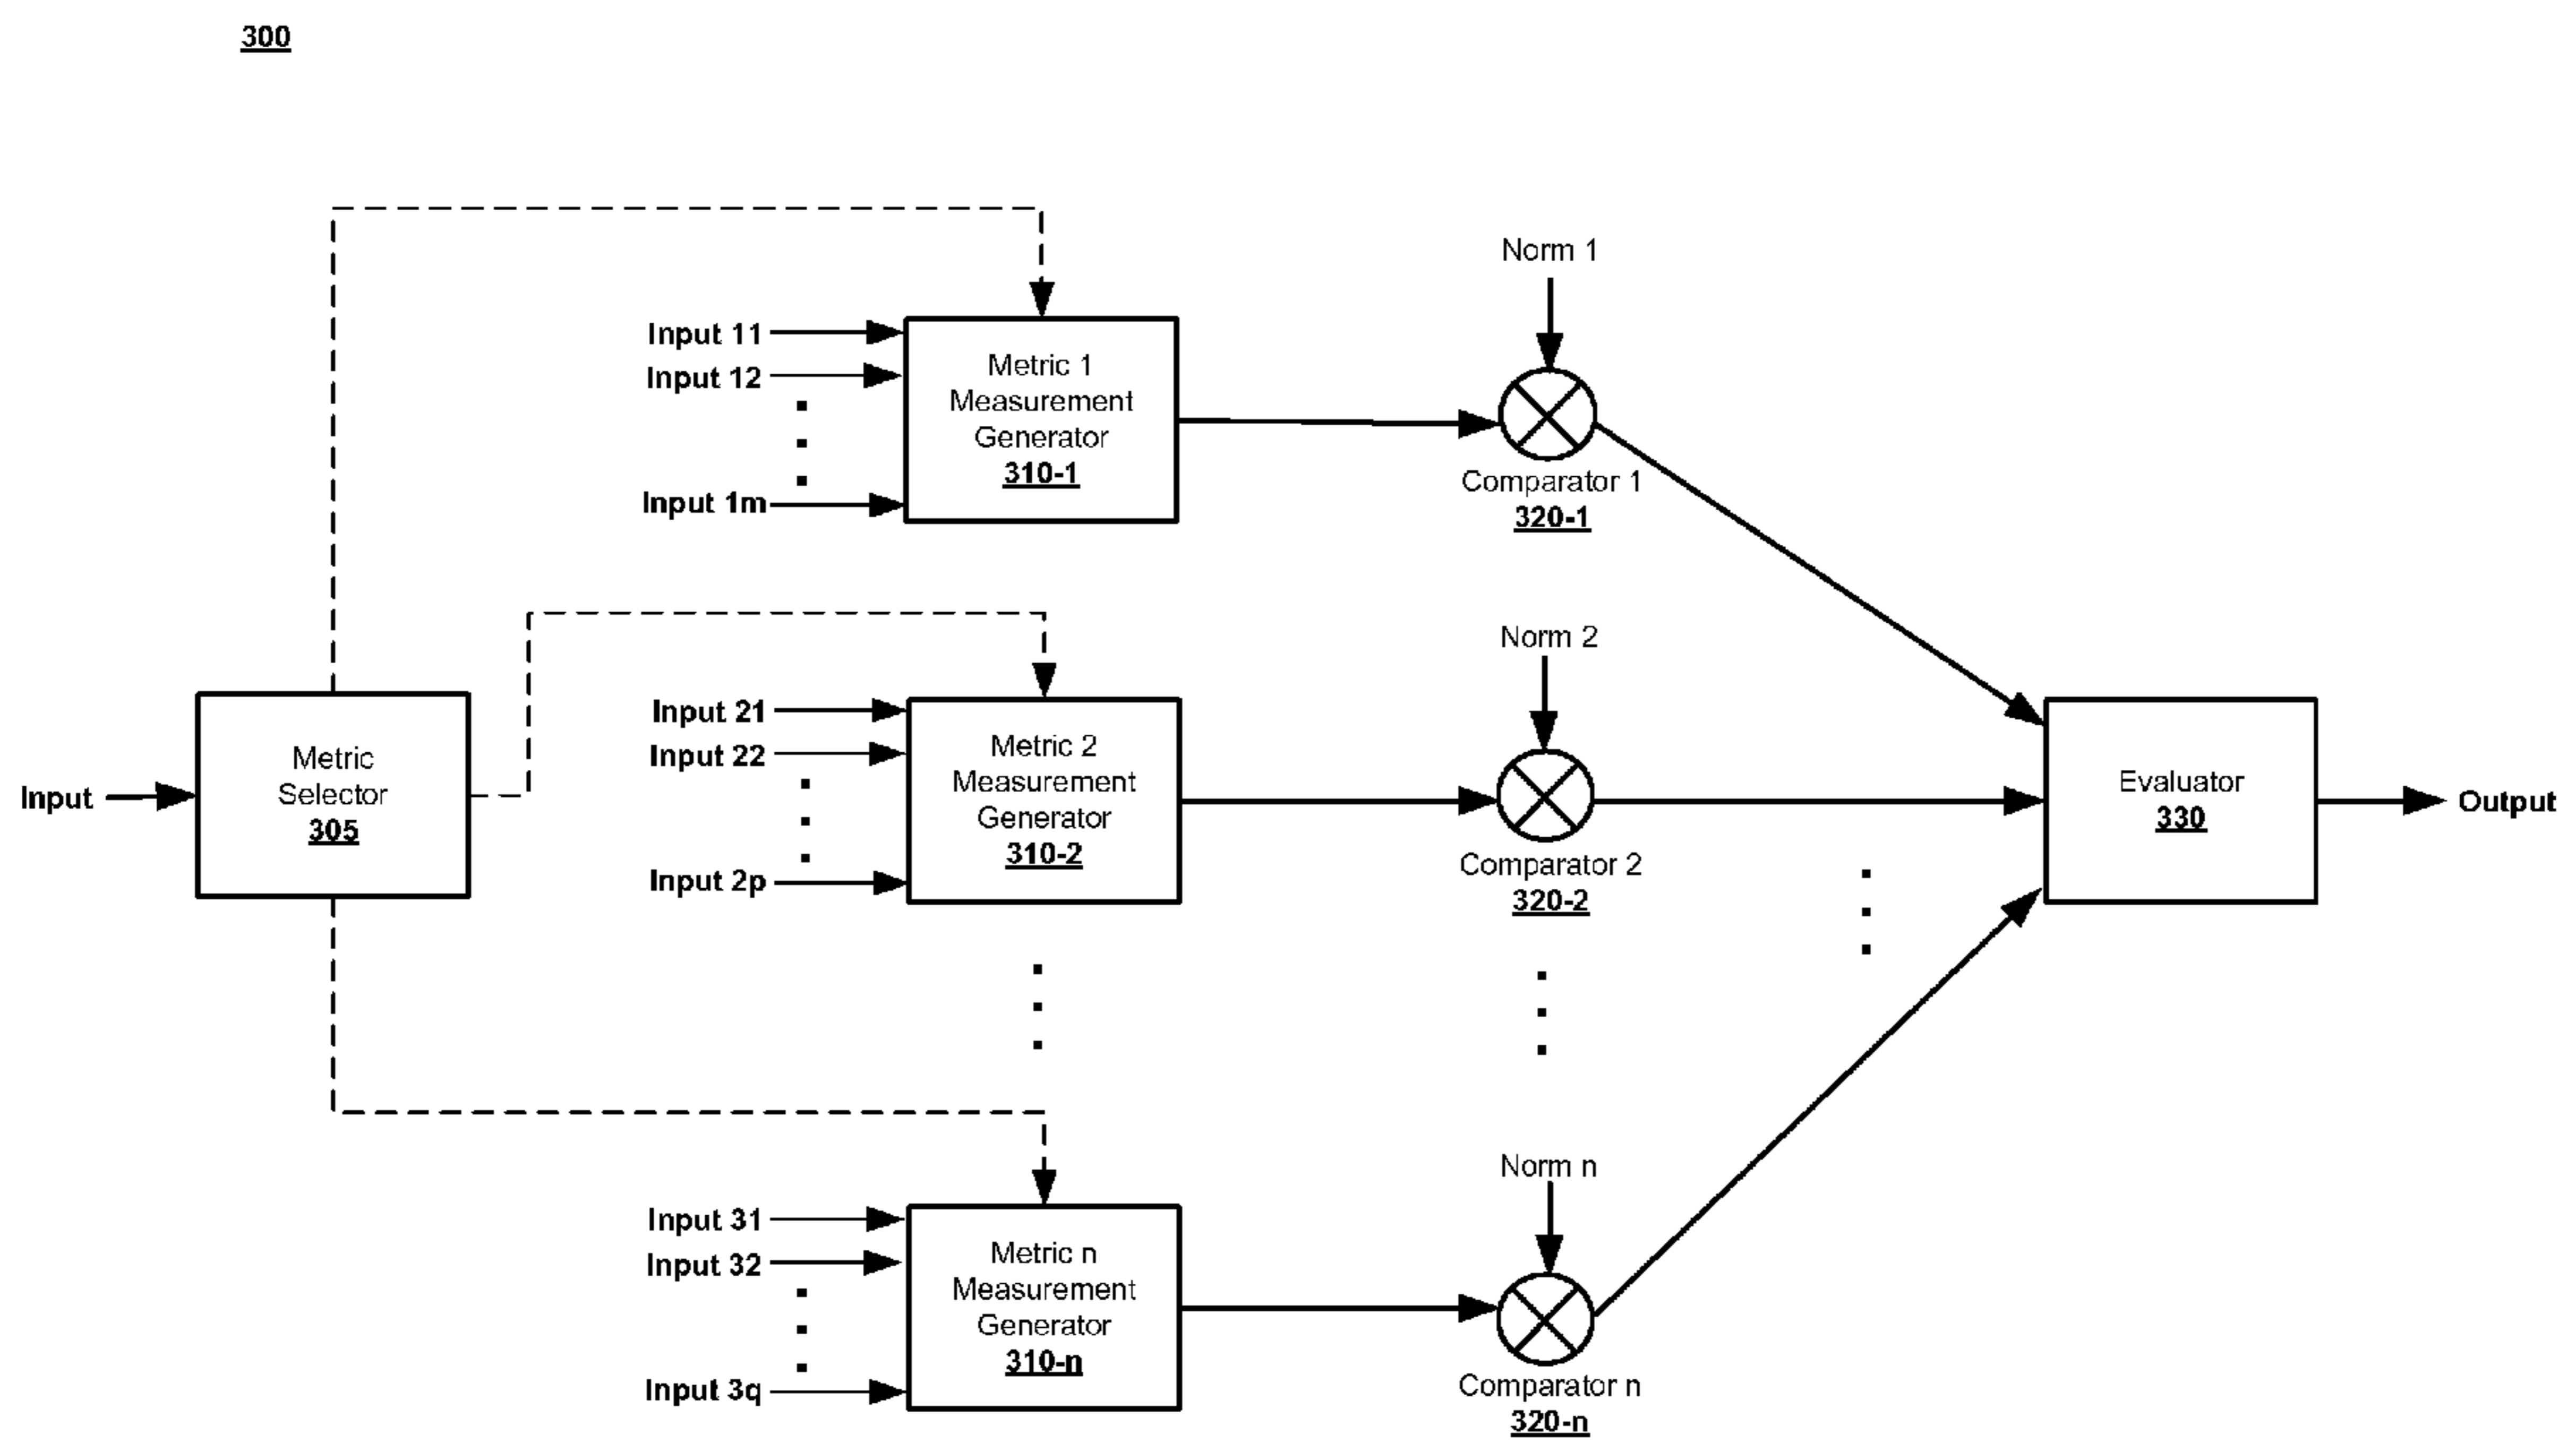 300
Norm 1
Input 11
Input 12
Input 1m
Metric 1
Measurement
Generator
310-1
Comparator 1
320-1
Norm 2
Input
Metric
Selector
305
Input 21
Input 22
Input 2p
Metric 2
Measurement
Generator
310-2
Comparator 2
320-2
Evaluator
330
Output
Norm n
Input 31
Input 32
Input 3q
Metric n
Measurement
Generator
310-n
Comparator n
320-n